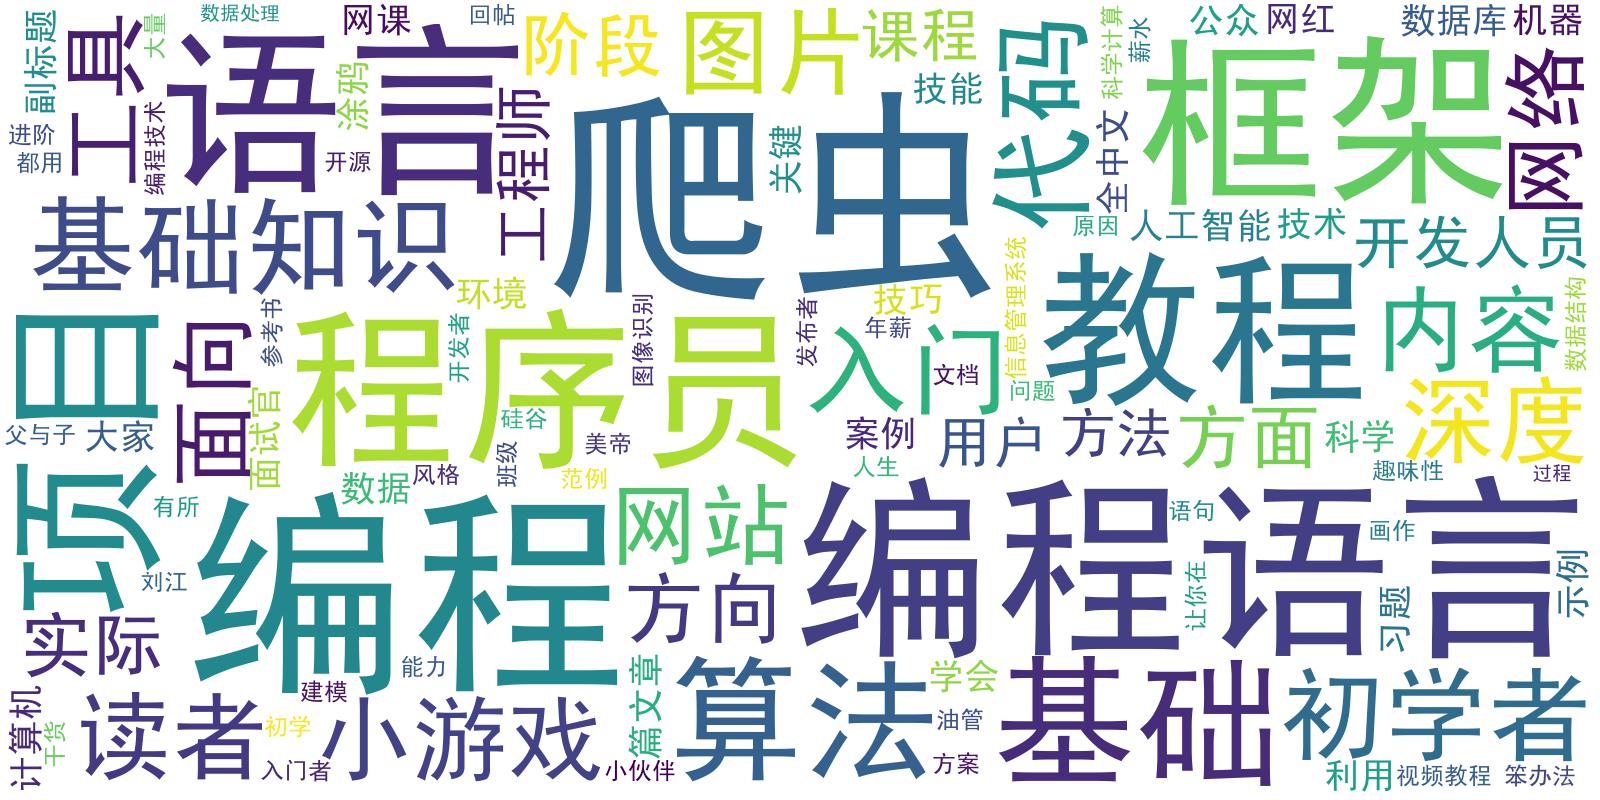 数据处理
网课
回帖
公众
网红
数据库
机器
副标题
大量
工具
语言
涂鸦
阶段
图片
课程
技能
代码
科学计算
薪水
框架
网络
进阶
都用
编程技术
开源
工程师
爬虫
关键
全中文
基础知识
原因
人工智能
技术
开发人员
环境
技巧
信息管理系统
教程
内容
数据结构
项目
面向
参考书
程序员
开发者
图像识别
发布者
年薪
入门
文档
问题
深度
父与子
大家
面试官
硅谷
美帝
案例
用户
方法
方面
科学
人生
趣味性
过程
数据
风格
班级
范例
网站
有所
编程
编程语言
语句
画作
示例
刘江
方向
让你在
习题
实际
能力
建模
篇文章
算法
学会
基础
初学者
计算机
干货
读者
初学
小游戏
油管
入门者
小伙伴
方案
利用
视频教程
笨办法